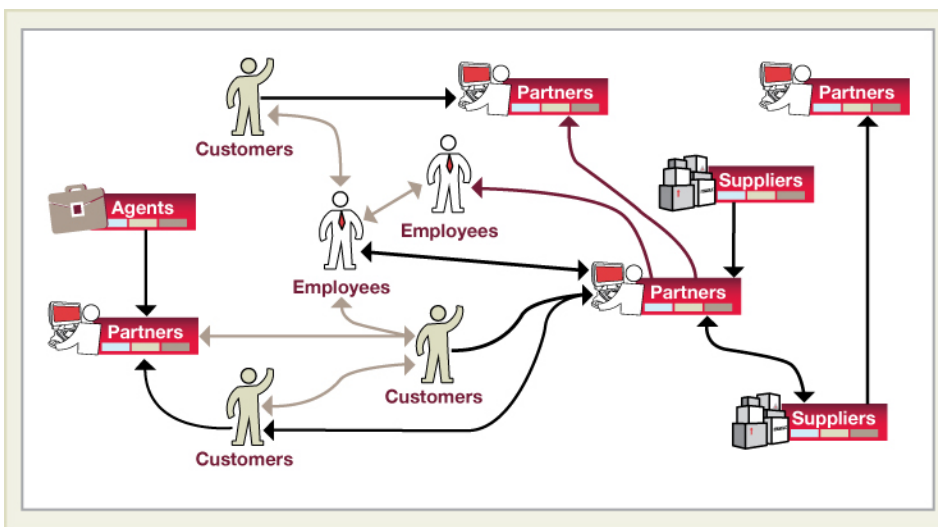 Partners
Partners
Customers
Suppliers
Agents
Employees
Employees
Partners
Partners
Customers
Suppliers
Customers